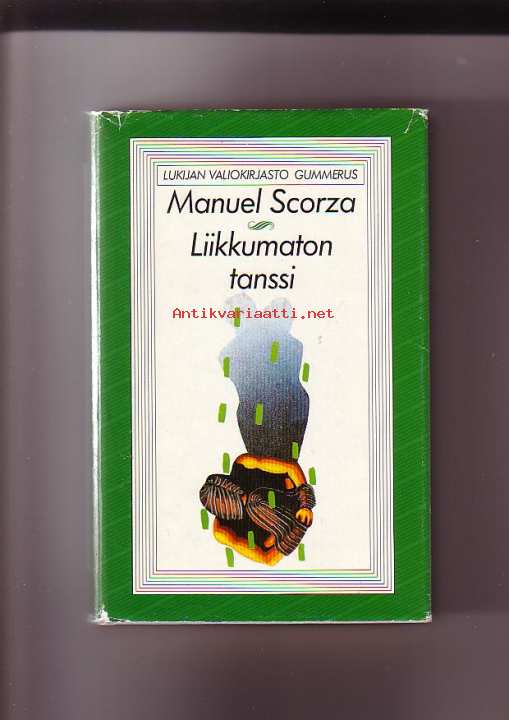 LUKIJAN VALIOKIRJASTO GUMMERUS
Manuel Scorza
Liikkumaton
tanssi
Antikvariaatti.net